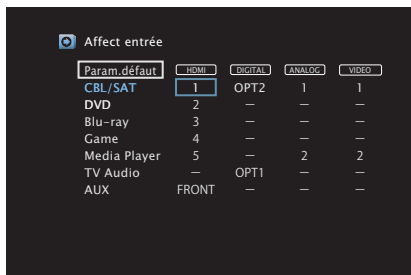 Affect entrée
Param.défaut HDMI DIGITAL ANALOG VIDEO
CBL/SAT 1 OPT2 1 1
DVD 2 — — —
Blu-ray 3 — — —
Game 4 — — —
Media Player 5 — 2 2
TV Audio — OPT1 — —
AUX FRONT — — —